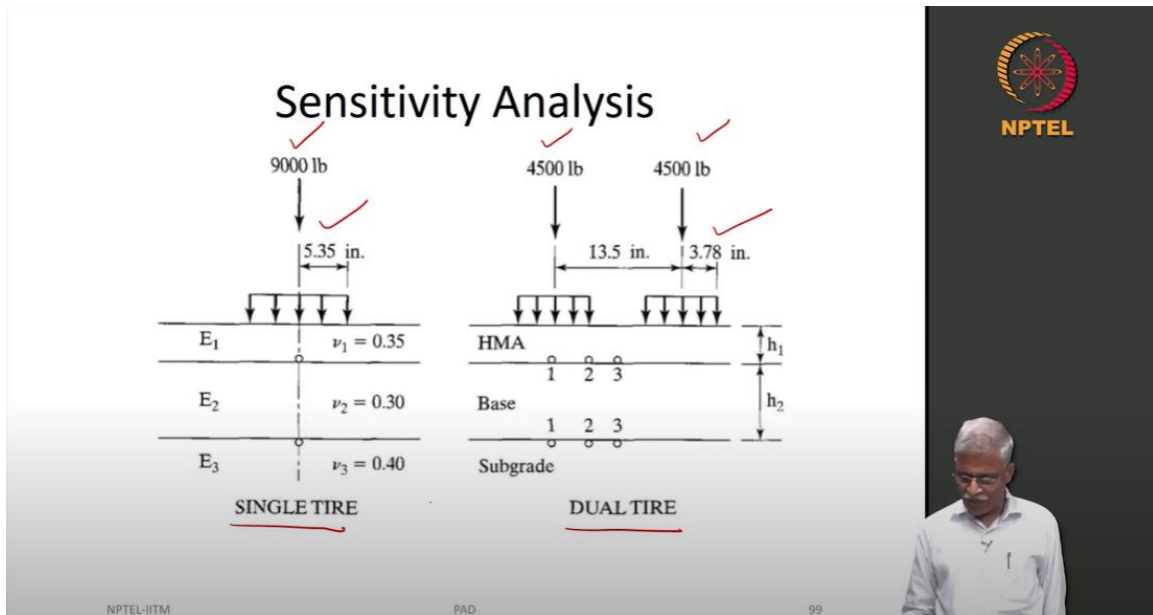 Sensitivity Analysis
NPTEL
9000 lb
5.35 in.
E₁
ν₁ = 0.35
E₂
ν₂ = 0.30
E₃
ν₃ = 0.40
SINGLE TIRE
4500 lb 4500 lb
13.5 in. 3.78 in.
HMA
h₁
1 2 3
Base
h₂
1 2 3
Subgrade
DUAL TIRE
NPTEL-IITM PAD 99